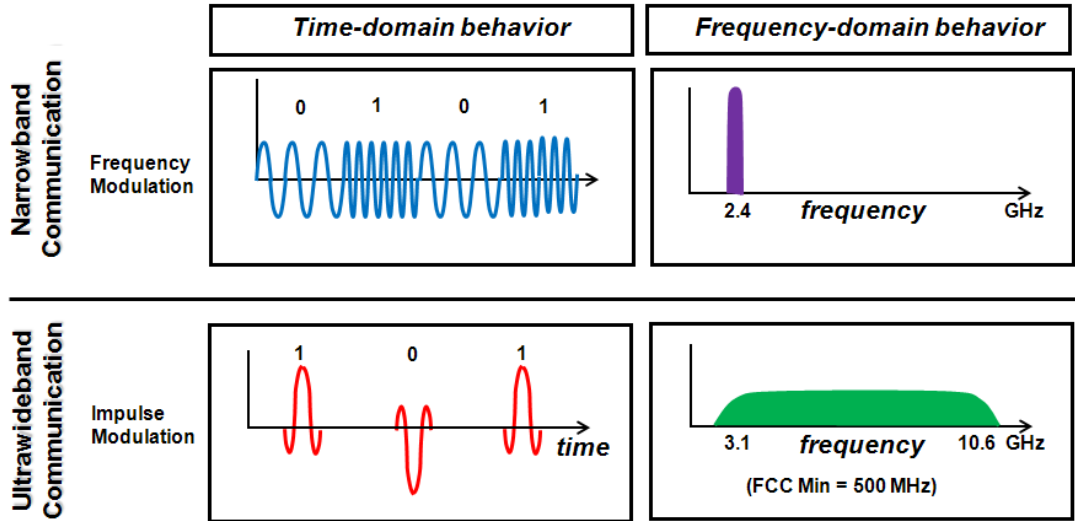 Time-domain behavior
Frequency-domain behavior
Narrowband
Communication
Frequency
Modulation
0 1 0 1
2.4 frequency GHz
Ultrawideband
Communication
Impulse
Modulation
1 0 1
time
3.1 frequency 10.6 GHz
(FCC Min = 500 MHz)